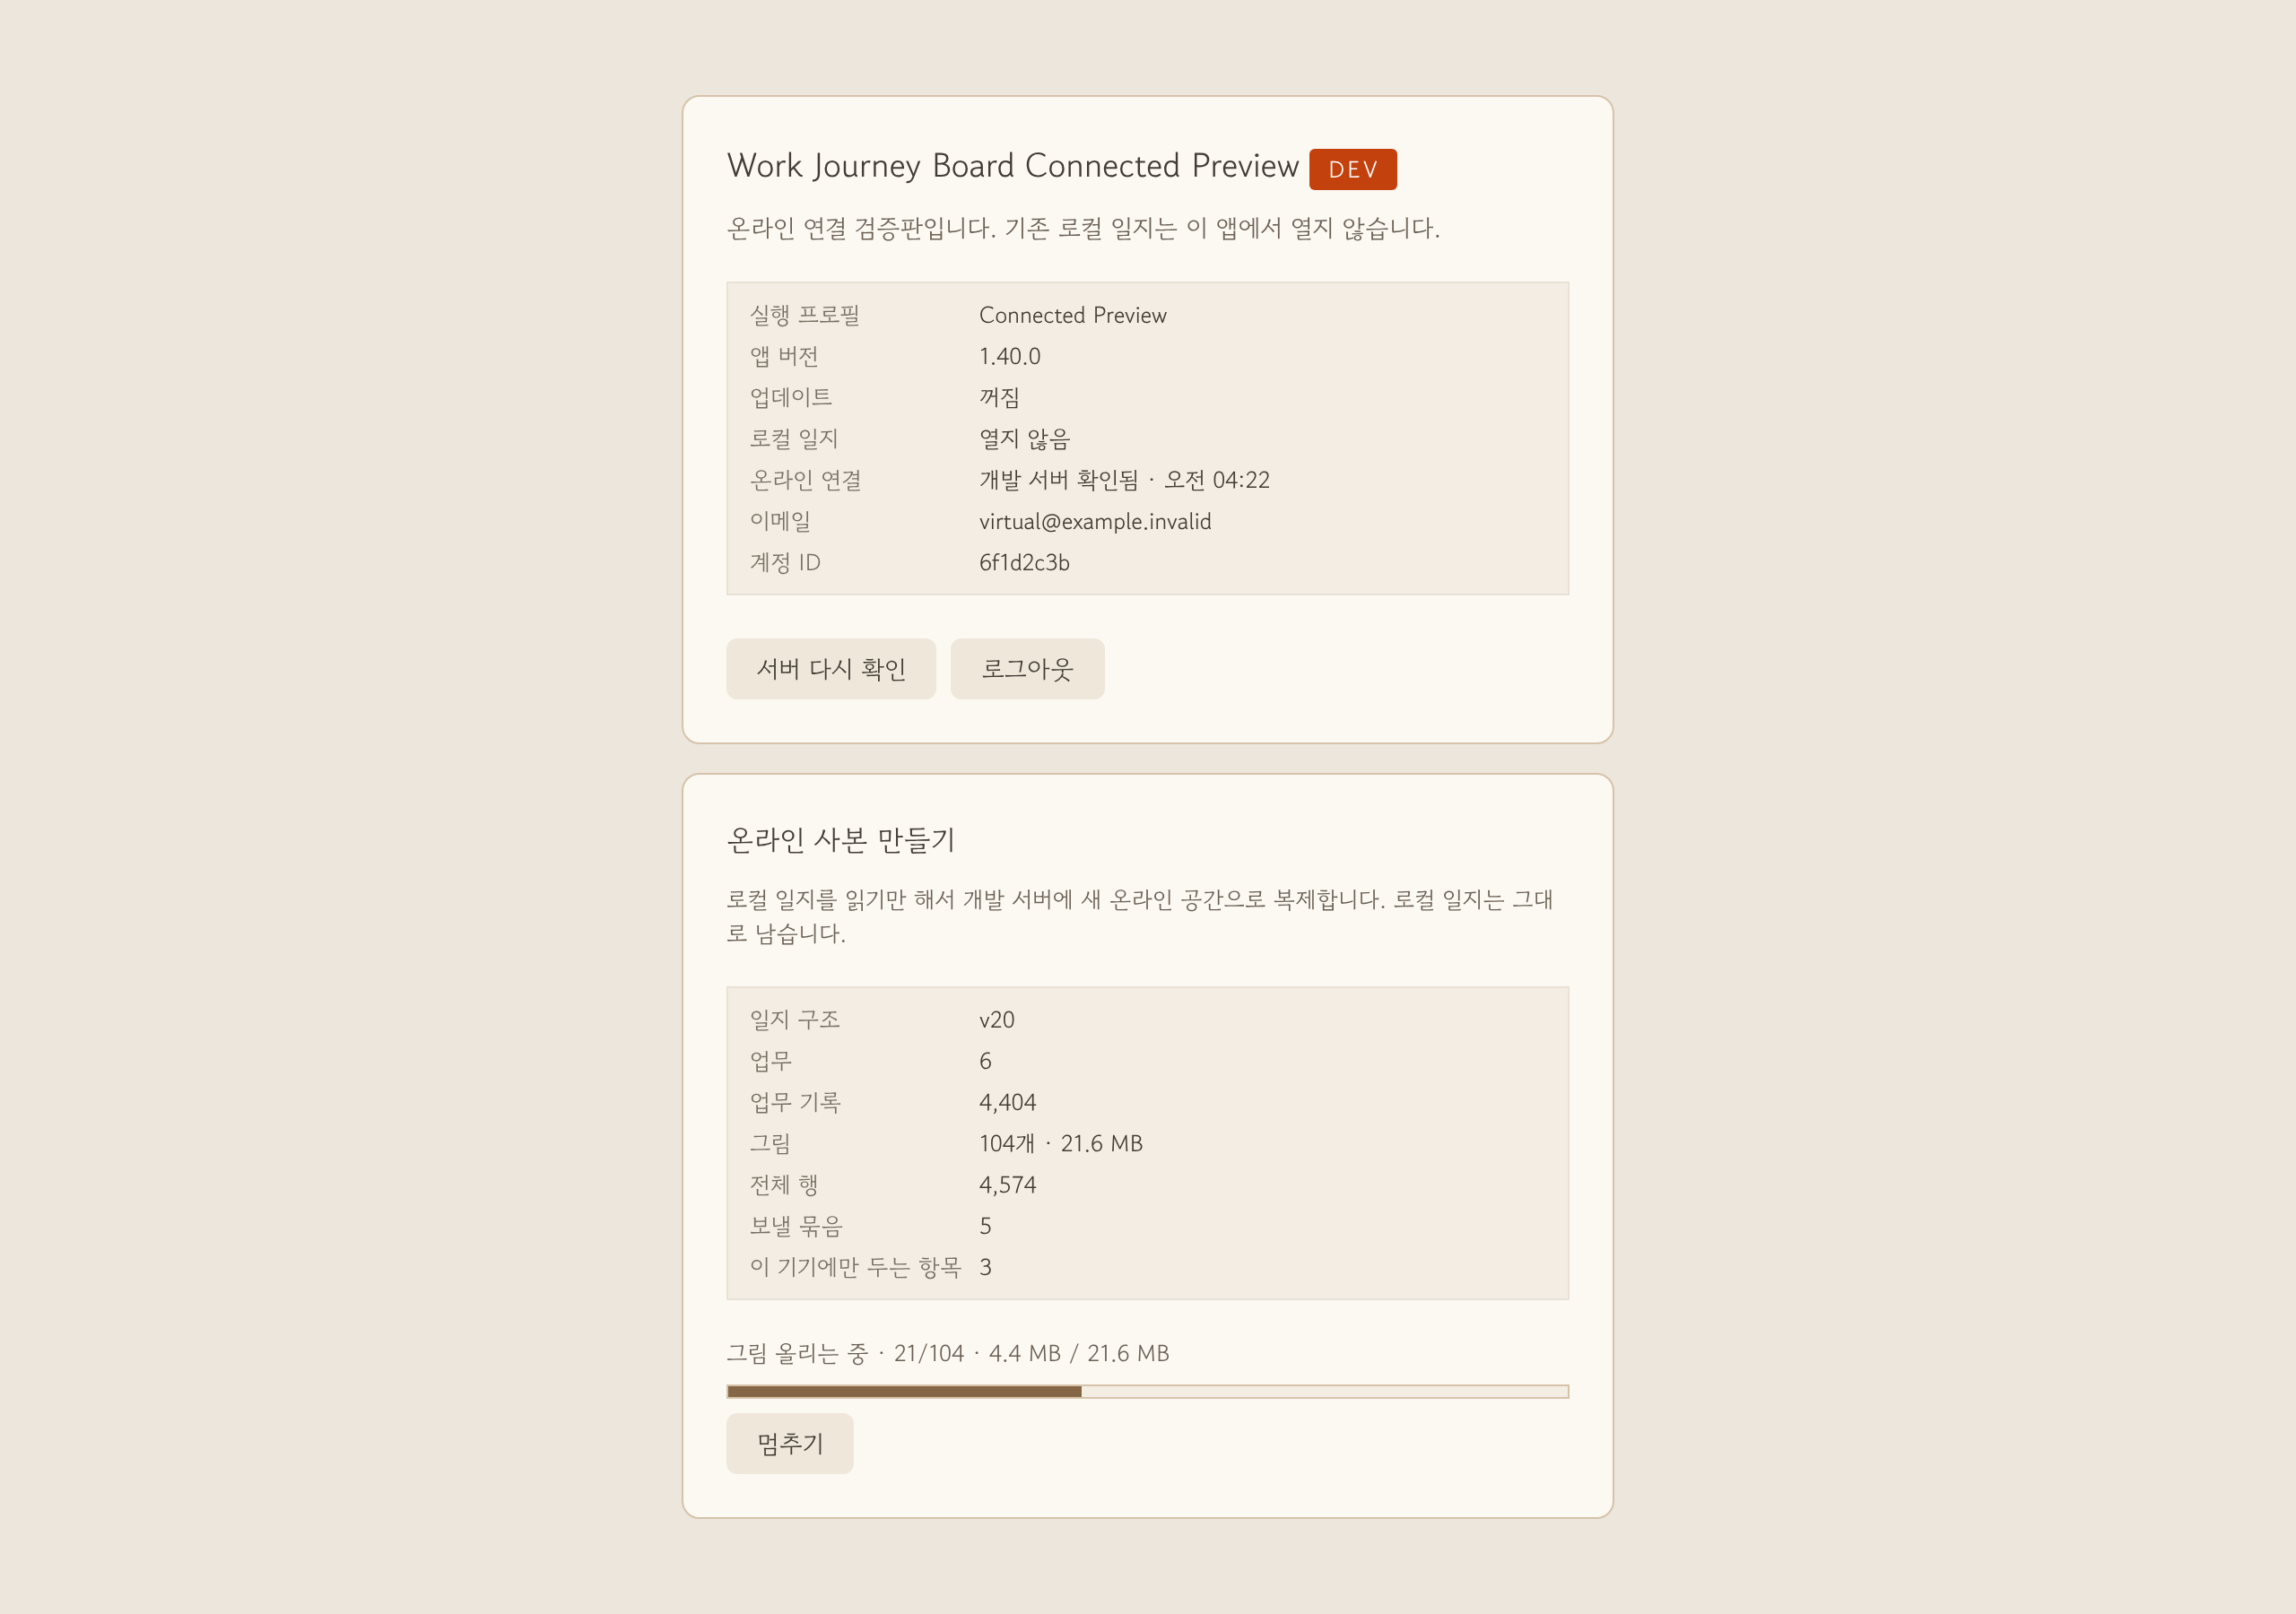 Work Journey Board Connected Preview DEV
온라인 연결 검증판입니다. 기존 로컬 일지는 이 앱에서 열지 않습니다.
실행 프로필 Connected Preview
앱 버전 1.40.0
업데이트 꺼짐
로컬 일지 열지 않음
온라인 연결 개발 서버 확인됨 · 오전 04:22
이메일 virtual@example.invalid
계정 ID 6f1d2c3b
서버 다시 확인 로그아웃
온라인 사본 만들기
로컬 일지를 읽기만 해서 개발 서버에 새 온라인 공간으로 복제합니다. 로컬 일지는 그대
로 남습니다.
일지 구조 v20
업무 6
업무 기록 4,404
그림 104개 · 21.6 MB
전체 행 4,574
보낼 묶음 5
이 기기에만 두는 항목 3
그림 올리는 중 · 21/104 · 4.4 MB / 21.6 MB
멈추기